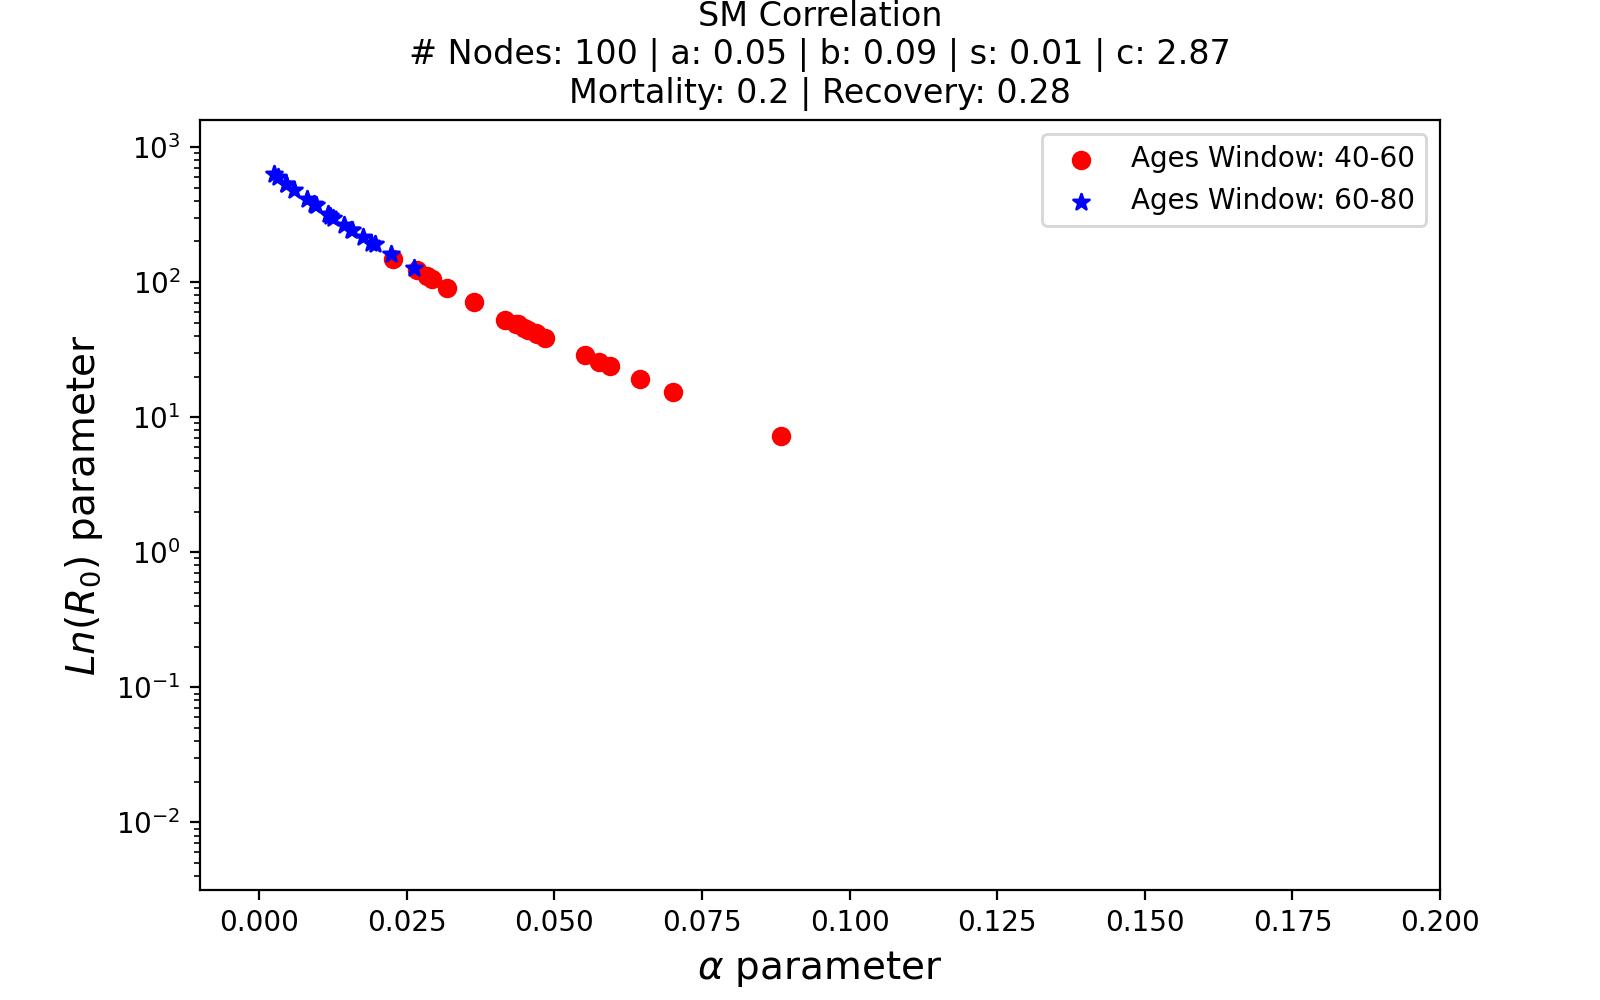 SM Correlation
# Nodes: 100 | a: 0.05 | b: 0.09 | s: 0.01 | c: 2.87
Mortality: 0.2 | Recovery: 0.28
Ages Window: 40-60
Ages Window: 60-80
Ln(R₀) parameter
10³
10²
10¹
10⁰
10⁻¹
10⁻²
0.000 0.025 0.050 0.075 0.100 0.125 0.150 0.175 0.200
α parameter